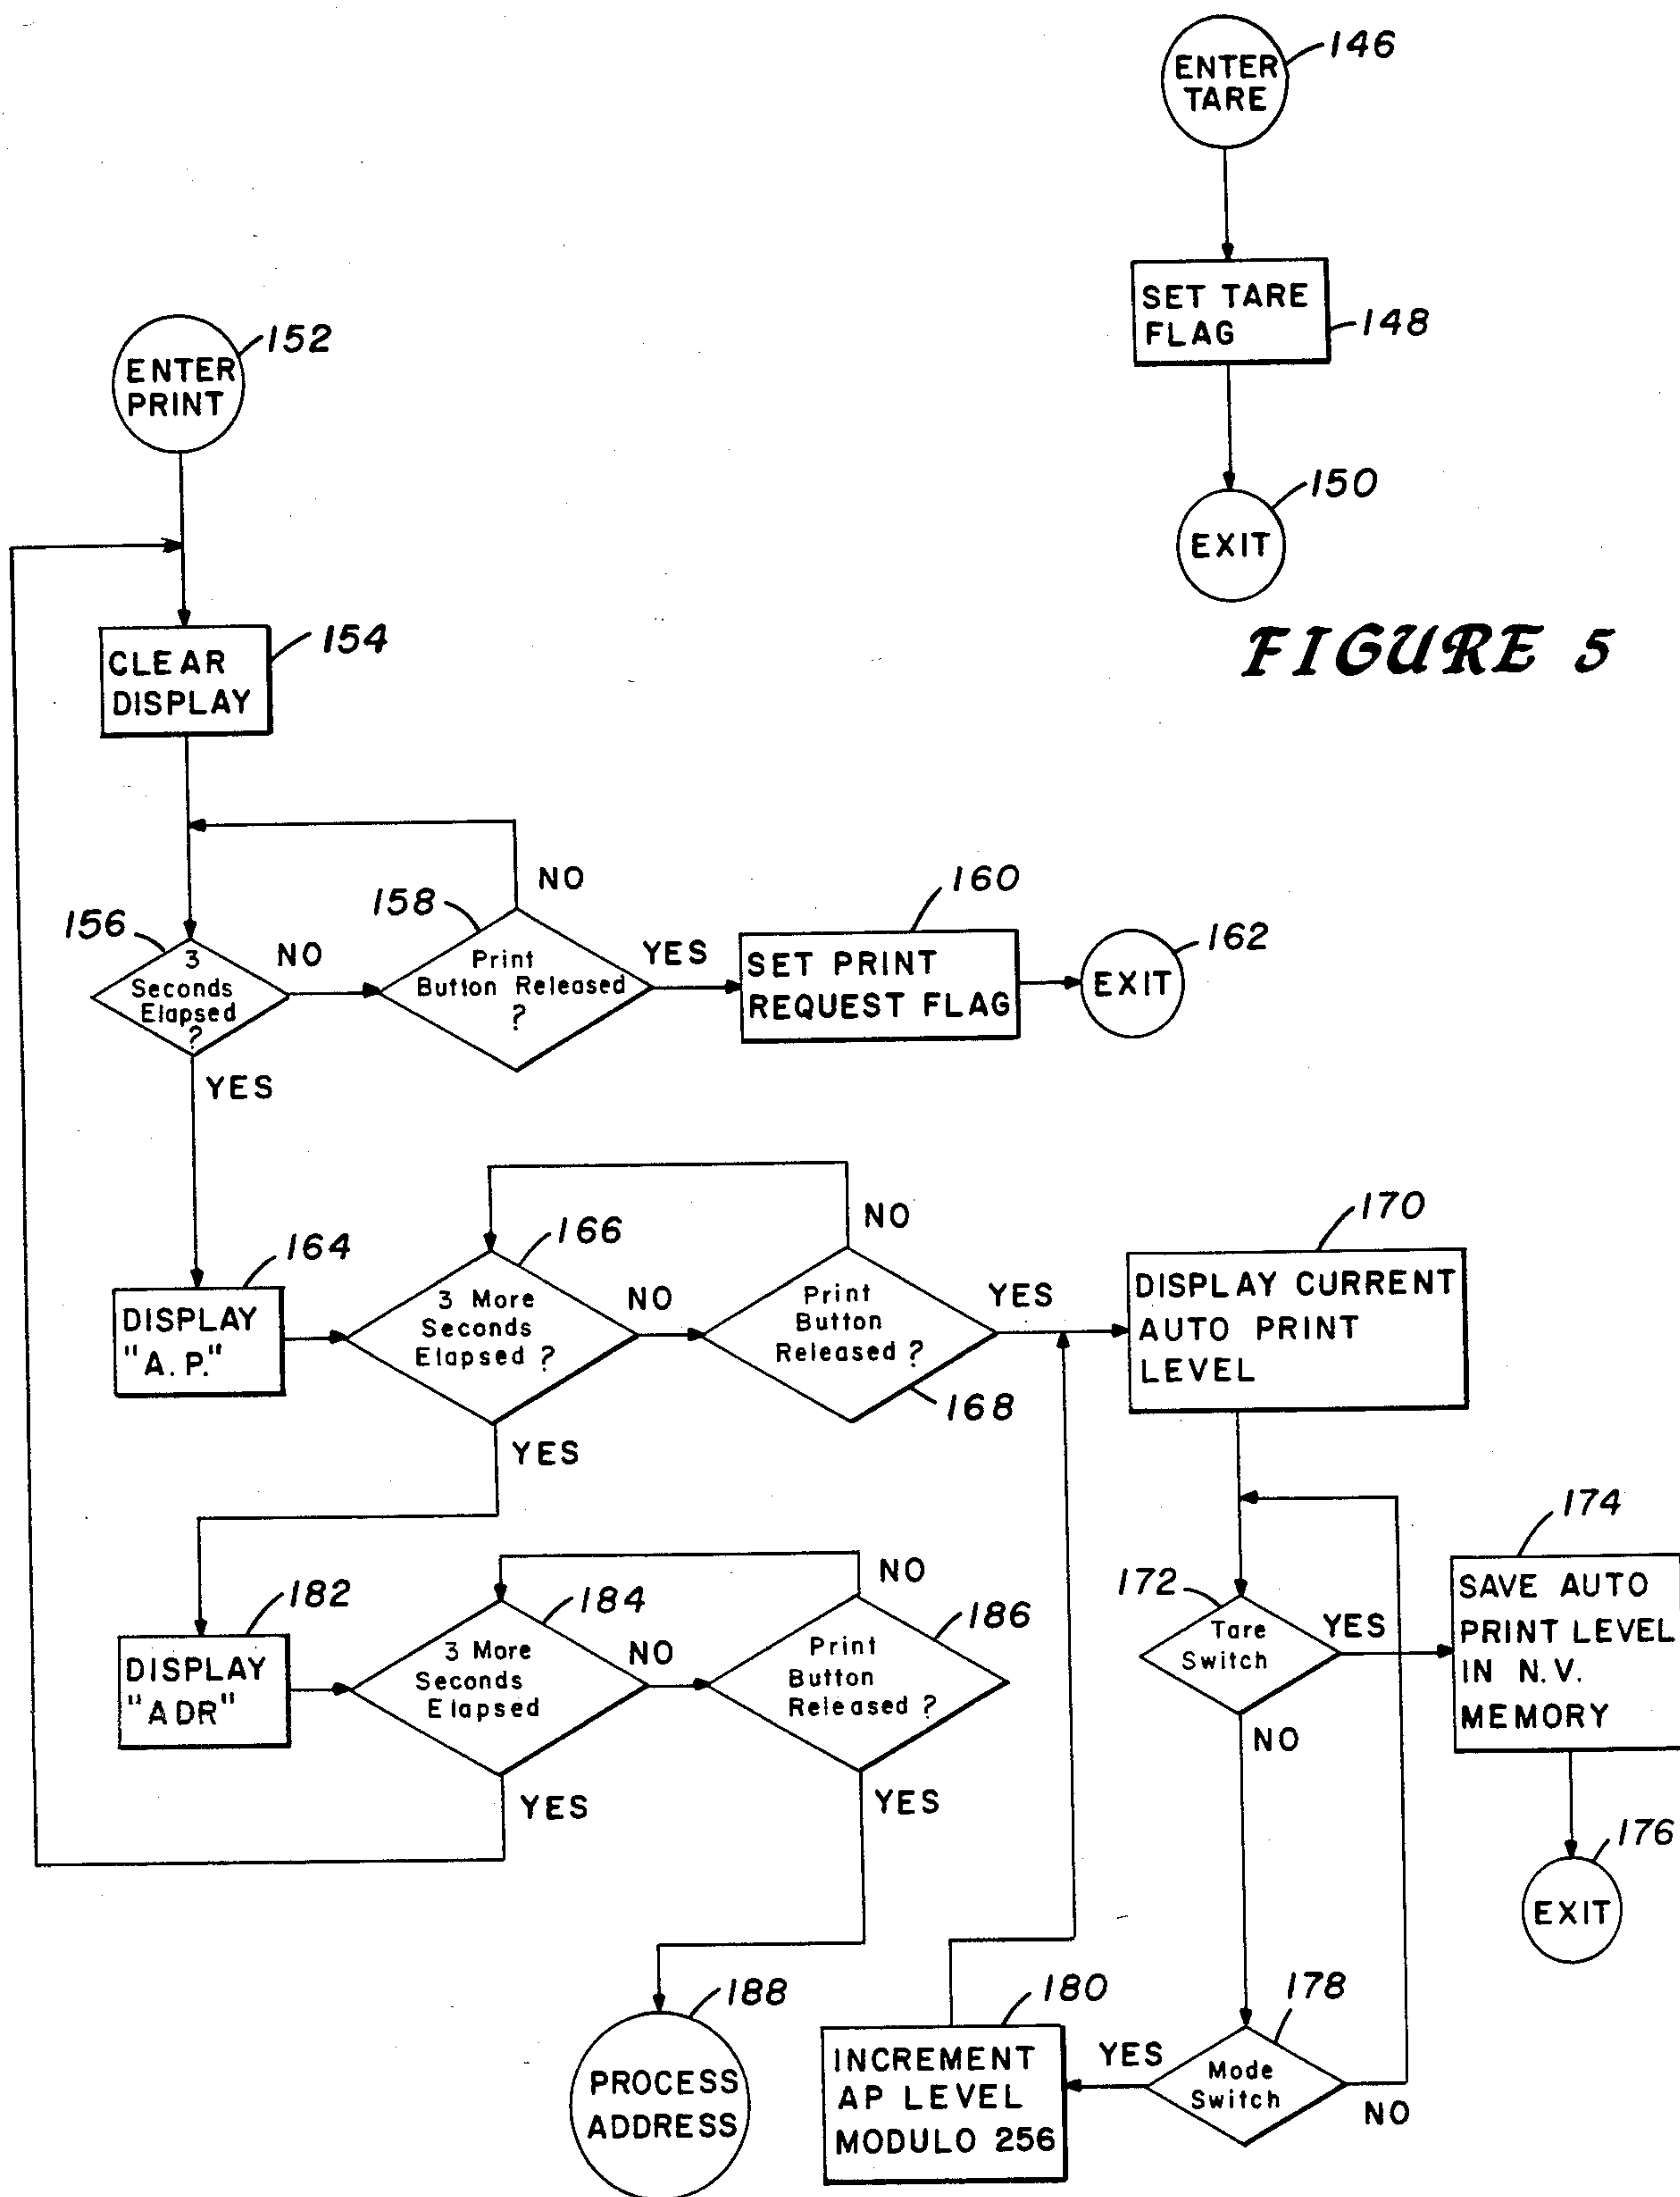 ENTER
TARE
146
SET TARE
FLAG
148
150
EXIT
FIGURE 5
152
ENTER
PRINT
154
CLEAR
DISPLAY
156
3
Seconds
Elapsed
?
NO
YES
158
Print
Button Released
?
NO
YES
160
SET PRINT
REQUEST FLAG
162
EXIT
164
DISPLAY
"A.P."
166
3 More
Seconds
Elapsed ?
NO
YES
168
Print
Button
Released ?
NO
YES
170
DISPLAY CURRENT
AUTO PRINT
LEVEL
172
Tare
Switch
YES
NO
174
SAVE AUTO
PRINT LEVEL
IN N.V.
MEMORY
176
EXIT
182
DISPLAY
"ADR"
184
3 More
Seconds
Elapsed
NO
YES
186
Print
Button
Released ?
NO
YES
188
PROCESS
ADDRESS
180
INCREMENT
AP LEVEL
MODULO 256
178
Mode
Switch
YES
NO